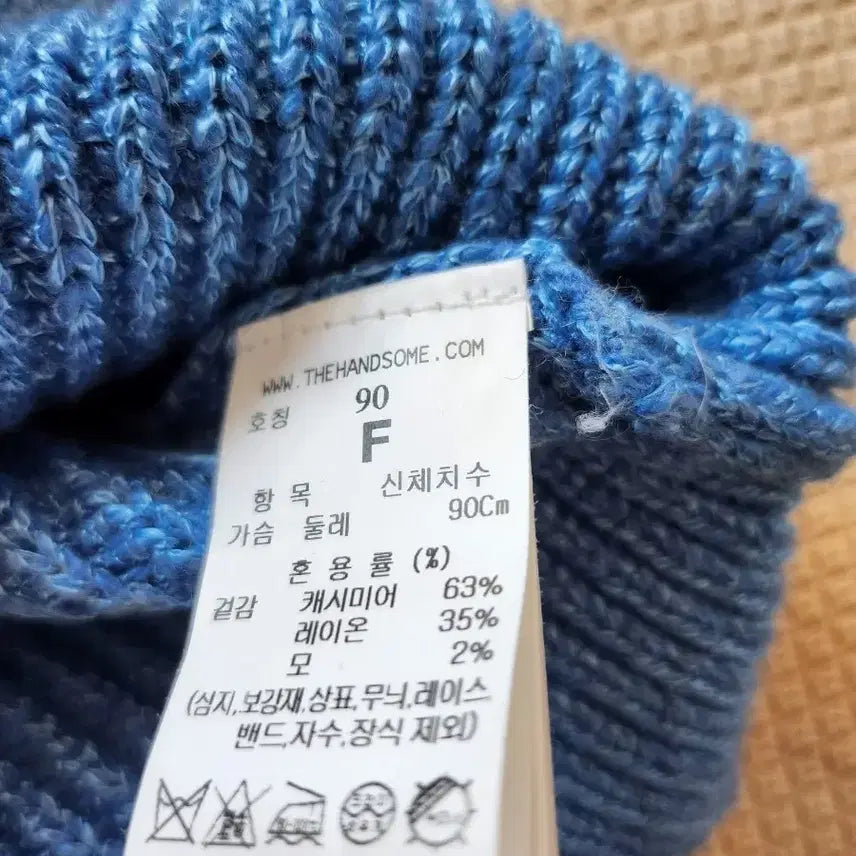 WWW.THEHANDSOME.COM
호칭 90
F
항 목 신체치수
가슴 둘레 90Cm
혼 용 률 (%)
겉감 캐시미어 63%
레이온 35%
모 2%
(심지,보강재,상표,무늬,레이스
밴드,자수,장식 제외)